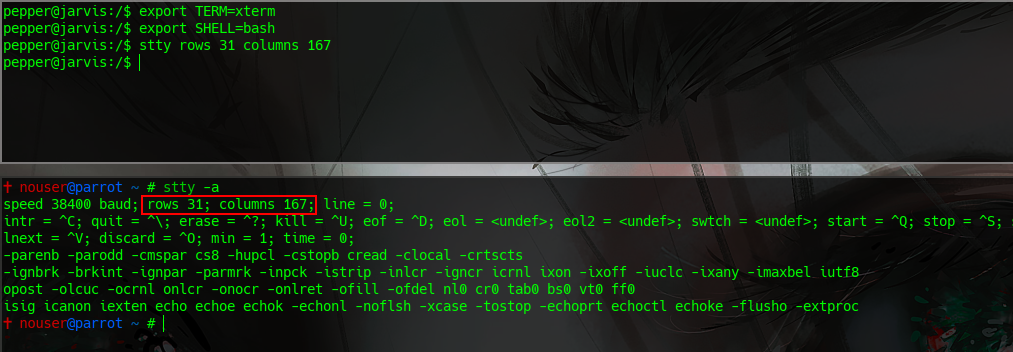 pepper@jarvis:/$ export TERM=xterm
pepper@jarvis:/$ export SHELL=bash
pepper@jarvis:/$ stty rows 31 columns 167
pepper@jarvis:/$
✝ nouser@parrot ~ # stty -a
speed 38400 baud; rows 31; columns 167; line = 0;
intr = ^C; quit = ^\; erase = ^?; kill = ^U; eof = ^D; eol = <undef>; eol2 = <undef>; swtch = <undef>; start = ^Q; stop = ^S;
lnext = ^V; discard = ^O; min = 1; time = 0;
-parenb -parodd -cmspar cs8 -hupcl -cstopb cread -clocal -crtscts
-ignbrk -brkint -ignpar -parmrk -inpck -istrip -inlcr -igncr icrnl ixon -ixoff -iuclc -ixany -imaxbel iutf8
opost -olcuc -ocrnl onlcr -onocr -onlret -ofill -ofdel nl0 cr0 tab0 bs0 vt0 ff0
isig icanon iexten echo echoe echok -echonl -noflsh -xcase -tostop -echoprt echoctl echoke -flusho -extproc
✝ nouser@parrot ~ #